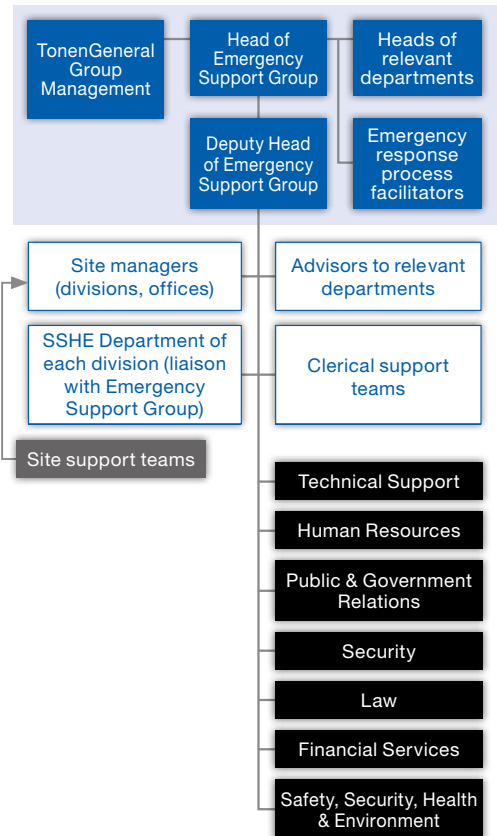 TonenGeneral
Group
Management
Head of
Emergency
Support Group
Heads of
relevant
departments
Deputy Head
of Emergency
Support Group
Emergency
response
process
facilitators
Site managers
(divisions, offices)
Advisors to relevant
departments
SSHE Department of
each division (liaison
with Emergency
Support Group)
Clerical support
teams
Site support teams
Technical Support
Human Resources
Public & Government
Relations
Security
Law
Financial Services
Safety, Security, Health
& Environment